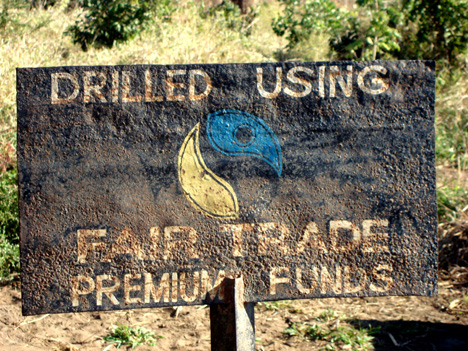 DRILLED USING
FAIR TRADE
PREMIUM FUNDS